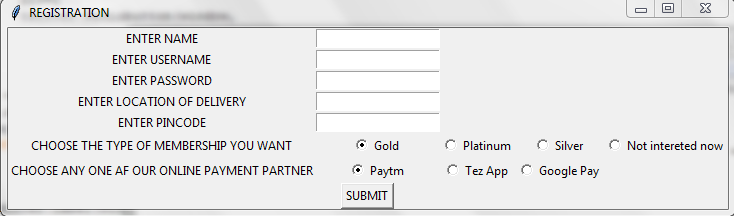 REGISTRATION
ENTER NAME
ENTER USERNAME
ENTER PASSWORD
ENTER LOCATION OF DELIVERY
ENTER PINCODE
CHOOSE THE TYPE OF MEMBERSHIP YOU WANT Gold Platinum Silver Not intereted now
CHOOSE ANY ONE AF OUR ONLINE PAYMENT PARTNER Paytm Tez App Google Pay
SUBMIT